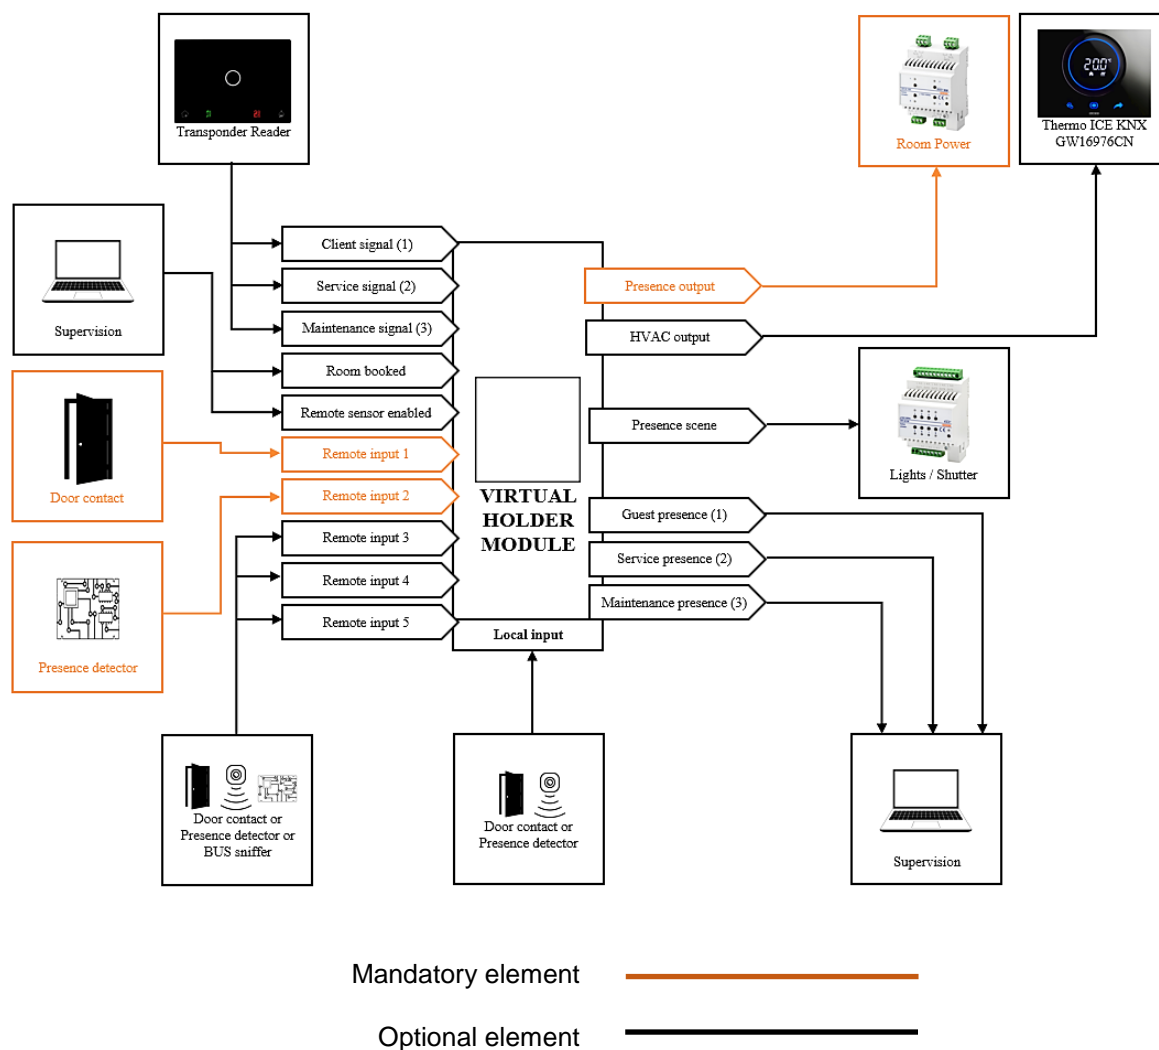 Transponder Reader
Room Power
Thermo ICE KNX
GW16976CN
20.0
Supervision
Door contact
Presence detector
Client signal (1)
Service signal (2)
Maintenance signal (3)
Room booked
Remote sensor enabled
Remote input 1
Remote input 2
Remote input 3
Remote input 4
Remote input 5
VIRTUAL
HOLDER
MODULE
Local input
Presence output
HVAC output
Presence scene
Guest presence (1)
Service presence (2)
Maintenance presence (3)
Lights / Shutter
Door contact or
Presence detector or
BUS sniffer
Door contact or
Presence detector
Supervision
Mandatory element
Optional element